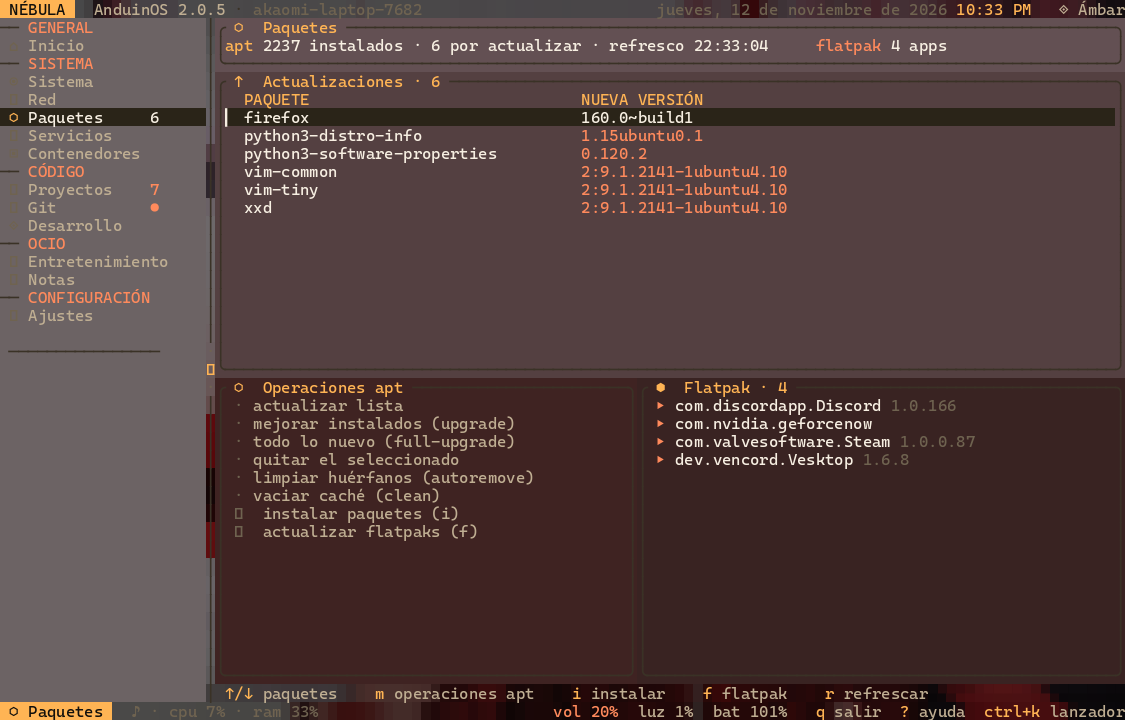 NÉBULA AnduinOS 2.0.5 · akaomi-laptop-7682 jueves, 12 de noviembre de 2026 10:33 PM Ámbar
GENERAL
Inicio
SISTEMA
Sistema
Red
Paquetes 6
Servicios
Contenedores
CÓDIGO
Proyectos 7
Git
Desarrollo
OCIO
Entretenimiento
Notas
CONFIGURACIÓN
Ajustes
Paquetes
apt 2237 instalados · 6 por actualizar · refresco 22:33:04 flatpak 4 apps
↑ Actualizaciones · 6
PAQUETE NUEVA VERSIÓN
firefox 160.0~build1
python3-distro-info 1.15ubuntu0.1
python3-software-properties 0.120.2
vim-common 2:9.1.2141-1ubuntu4.10
vim-tiny 2:9.1.2141-1ubuntu4.10
xxd 2:9.1.2141-1ubuntu4.10
Operaciones apt
· actualizar lista
· mejorar instalados (upgrade)
· todo lo nuevo (full-upgrade)
· quitar el seleccionado
· limpiar huérfanos (autoremove)
· vaciar caché (clean)
instalar paquetes (i)
actualizar flatpaks (f)
Flatpak · 4
com.discordapp.Discord 1.0.166
com.nvidia.geforcenow
com.valvesoftware.Steam 1.0.0.87
dev.vencord.Vesktop 1.6.8
↑/↓ paquetes m operaciones apt i instalar f flatpak r refrescar
Paquetes ♪ · cpu 7% · ram 33% vol 20% luz 1% bat 101% q salir ? ayuda ctrl+k lanzador